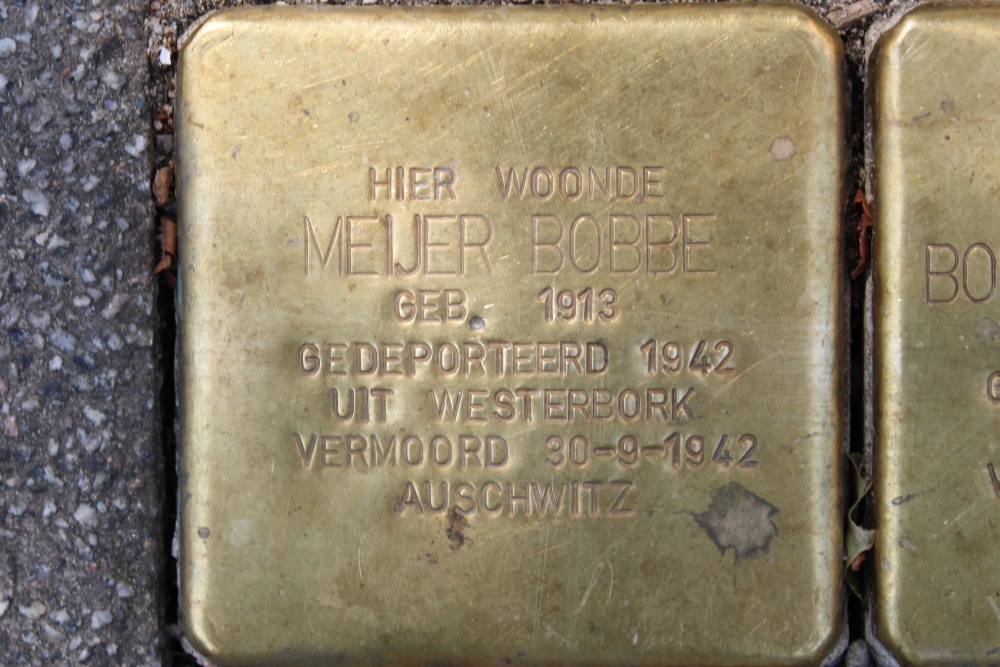 HIER WOONDE
MEIJER BOBBE
GEB. 1913
GEDEPORTEERD 1942
UIT WESTERBORK
VERMOORD 30-9-1942
AUSCHWITZ